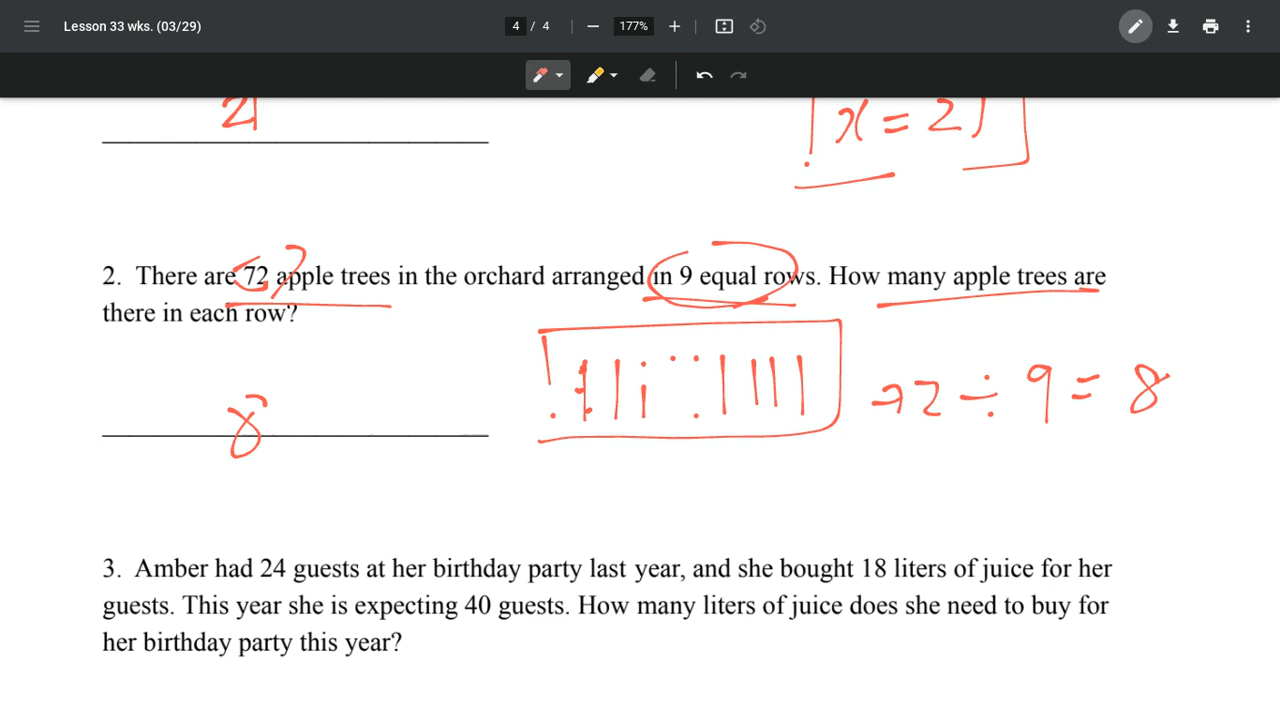 Lesson 33 wks. (03/29)
4 / 4
177%
21
x = 21
2. There are 72 apple trees in the orchard arranged in 9 equal rows. How many apple trees are
there in each row?
72 ÷ 9 = 8
8
3. Amber had 24 guests at her birthday party last year, and she bought 18 liters of juice for her
guests. This year she is expecting 40 guests. How many liters of juice does she need to buy for
her birthday party this year?